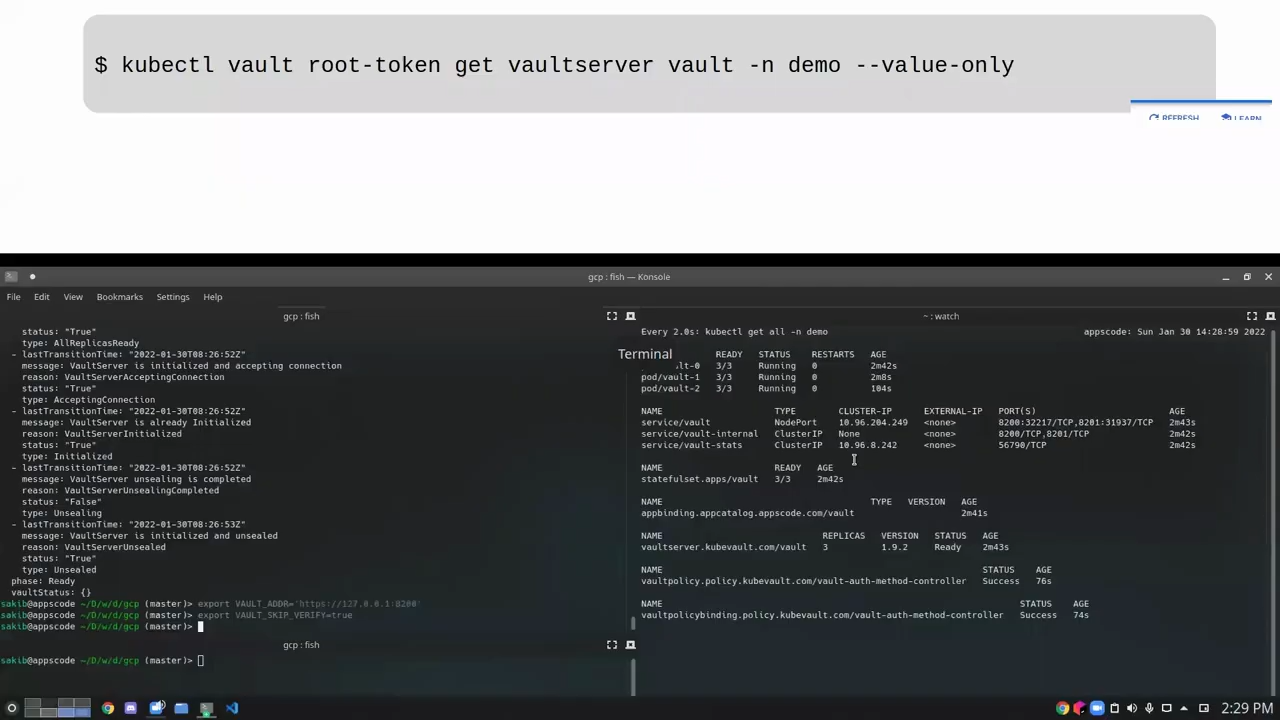 $ kubectl vault root-token get vaultserver vault -n demo --value-only
REFRESH LEARN
gcp : fish — Konsole
File Edit View Bookmarks Settings Help
gcp : fish
status: "True"
type: AllReplicasReady
- lastTransitionTime: "2022-01-30T08:26:52Z"
message: VaultServer is initialized and accepting connection
reason: VaultServerAcceptingConnection
status: "True"
type: AcceptingConnection
- lastTransitionTime: "2022-01-30T08:26:52Z"
message: VaultServer is already Initialized
reason: VaultServerInitialized
status: "True"
type: Initialized
- lastTransitionTime: "2022-01-30T08:26:52Z"
message: VaultServer unsealing is completed
reason: VaultServerUnsealingCompleted
status: "False"
type: Unsealing
- lastTransitionTime: "2022-01-30T08:26:53Z"
message: VaultServer is initialized and unsealed
reason: VaultServerUnsealed
status: "True"
type: Unsealed
phase: Ready
vaultStatus: {}
sakib@appscode ~/D/w/d/gcp (master)> export VAULT_ADDR='https://127.0.0.1:8200'
sakib@appscode ~/D/w/d/gcp (master)> export VAULT_SKIP_VERIFY=true
sakib@appscode ~/D/w/d/gcp (master)>
gcp : fish
sakib@appscode ~/D/w/d/gcp (master)>
~ : watch
Every 2.0s: kubectl get all -n demo appscode: Sun Jan 30 14:28:59 2022
Terminal
READY STATUS RESTARTS AGE
lt-0 3/3 Running 0 2m42s
pod/vault-1 3/3 Running 0 2m8s
pod/vault-2 3/3 Running 0 104s
NAME TYPE CLUSTER-IP EXTERNAL-IP PORT(S) AGE
service/vault NodePort 10.96.204.249 <none> 8200:32217/TCP,8201:31937/TCP 2m43s
service/vault-internal ClusterIP None <none> 8200/TCP,8201/TCP 2m42s
service/vault-stats ClusterIP 10.96.8.242 <none> 56790/TCP 2m42s
NAME READY AGE
statefulset.apps/vault 3/3 2m42s
NAME TYPE VERSION AGE
appbinding.appcatalog.appscode.com/vault 2m41s
NAME REPLICAS VERSION STATUS AGE
vaultserver.kubevault.com/vault 3 1.9.2 Ready 2m43s
NAME STATUS AGE
vaultpolicy.policy.kubevault.com/vault-auth-method-controller Success 76s
NAME STATUS AGE
vaultpolicybinding.policy.kubevault.com/vault-auth-method-controller Success 74s
2:29 PM